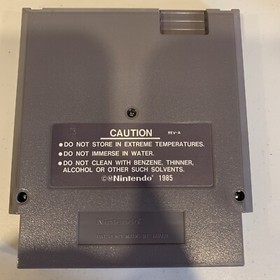 CAUTION REV-A
• DO NOT STORE IN EXTREME TEMPERATURES.
• DO NOT IMMERSE IN WATER.
• DO NOT CLEAN WITH BENZENE, THINNER,
ALCOHOL OR OTHER SUCH SOLVENTS.
©®Nintendo® 1985